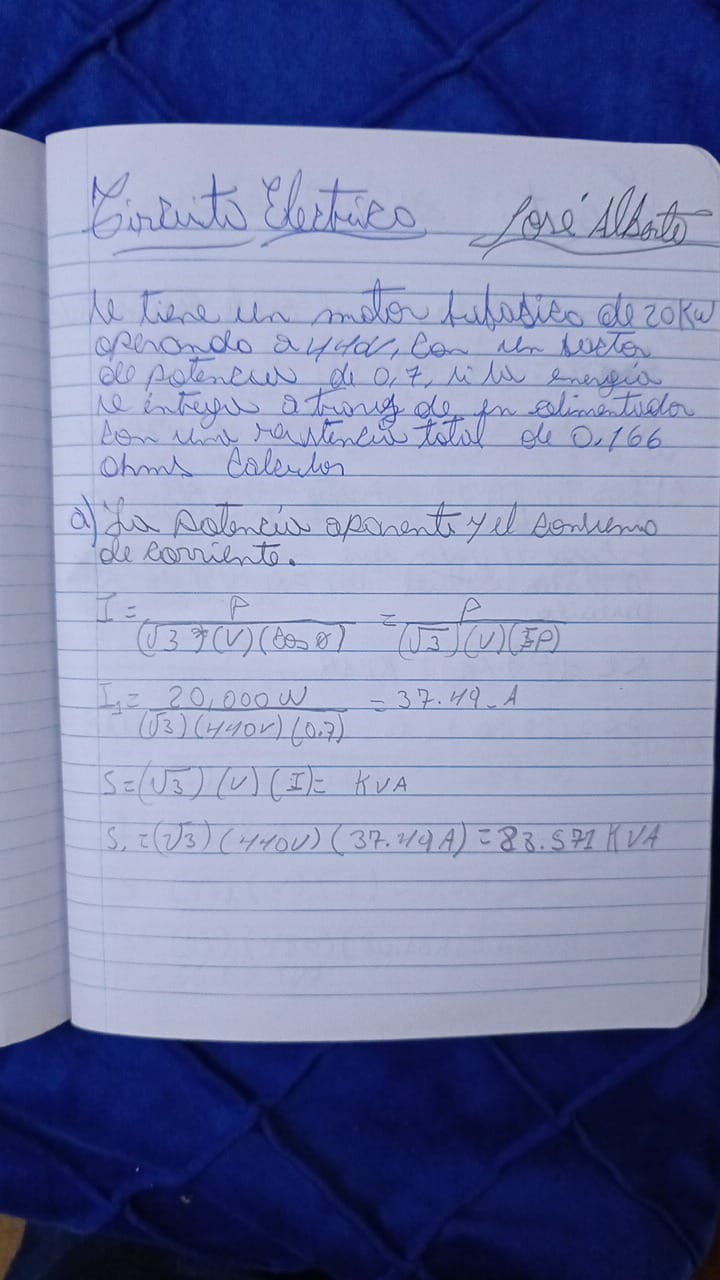 Circuito Electrico José Alberto
Se tiene un motor trifasico de 20 KW
operando a 440V, con un factor
de potencia de 0,7, si la energía
se entrega a traves de un alimentador
con una resistencia total de 0.166
Ohms Calcular
a) La potencia aparente y el consumo
de corriente.
I = P / (√3)(V)(cos ø) = P / (√3)(V)(FP)
I₁ = 20,000 W / (√3)(440V)(0.7) = 37.49 A
S = (√3) (V) (I) = KVA
S₁ = (√3) (440V) (37.49A) = 28.571 KVA